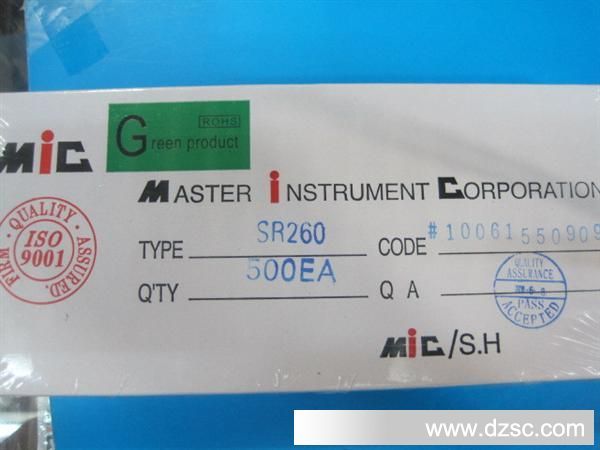 MiC
Green product
ROHS
MASTER INSTRUMENT CORPORATION
FIRM. QUALITY. ASSURED.
ISO
9001
TYPE SR260 CODE #10061550909
Q'TY 500EA Q A
QUALITY
ASSURANCE
PASS
ACCEPTED
MiC/S.H
www.dzsc.com